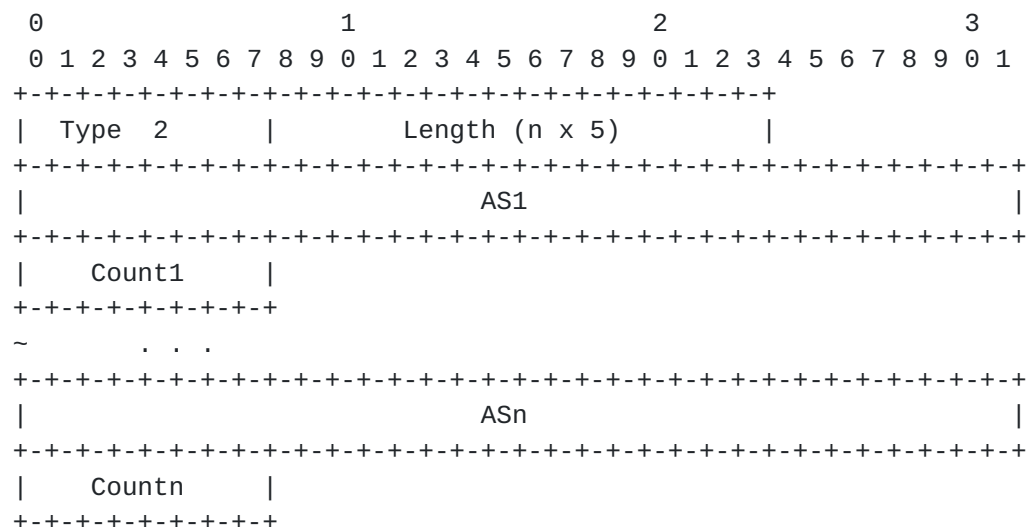 0                   1                   2                   3
 0 1 2 3 4 5 6 7 8 9 0 1 2 3 4 5 6 7 8 9 0 1 2 3 4 5 6 7 8 9 0 1
+-+-+-+-+-+-+-+-+-+-+-+-+-+-+-+-+-+-+-+-+-+-+-+-+
|  Type  2      |        Length (n x 5)         |
+-+-+-+-+-+-+-+-+-+-+-+-+-+-+-+-+-+-+-+-+-+-+-+-+-+-+-+-+-+-+-+-+
|                             AS1                               |
+-+-+-+-+-+-+-+-+-+-+-+-+-+-+-+-+-+-+-+-+-+-+-+-+-+-+-+-+-+-+-+-+
|    Count1     |
+-+-+-+-+-+-+-+-+
~       . . .
+-+-+-+-+-+-+-+-+-+-+-+-+-+-+-+-+-+-+-+-+-+-+-+-+-+-+-+-+-+-+-+-+
|                             ASn                               |
+-+-+-+-+-+-+-+-+-+-+-+-+-+-+-+-+-+-+-+-+-+-+-+-+-+-+-+-+-+-+-+-+
|    Countn     |
+-+-+-+-+-+-+-+-+